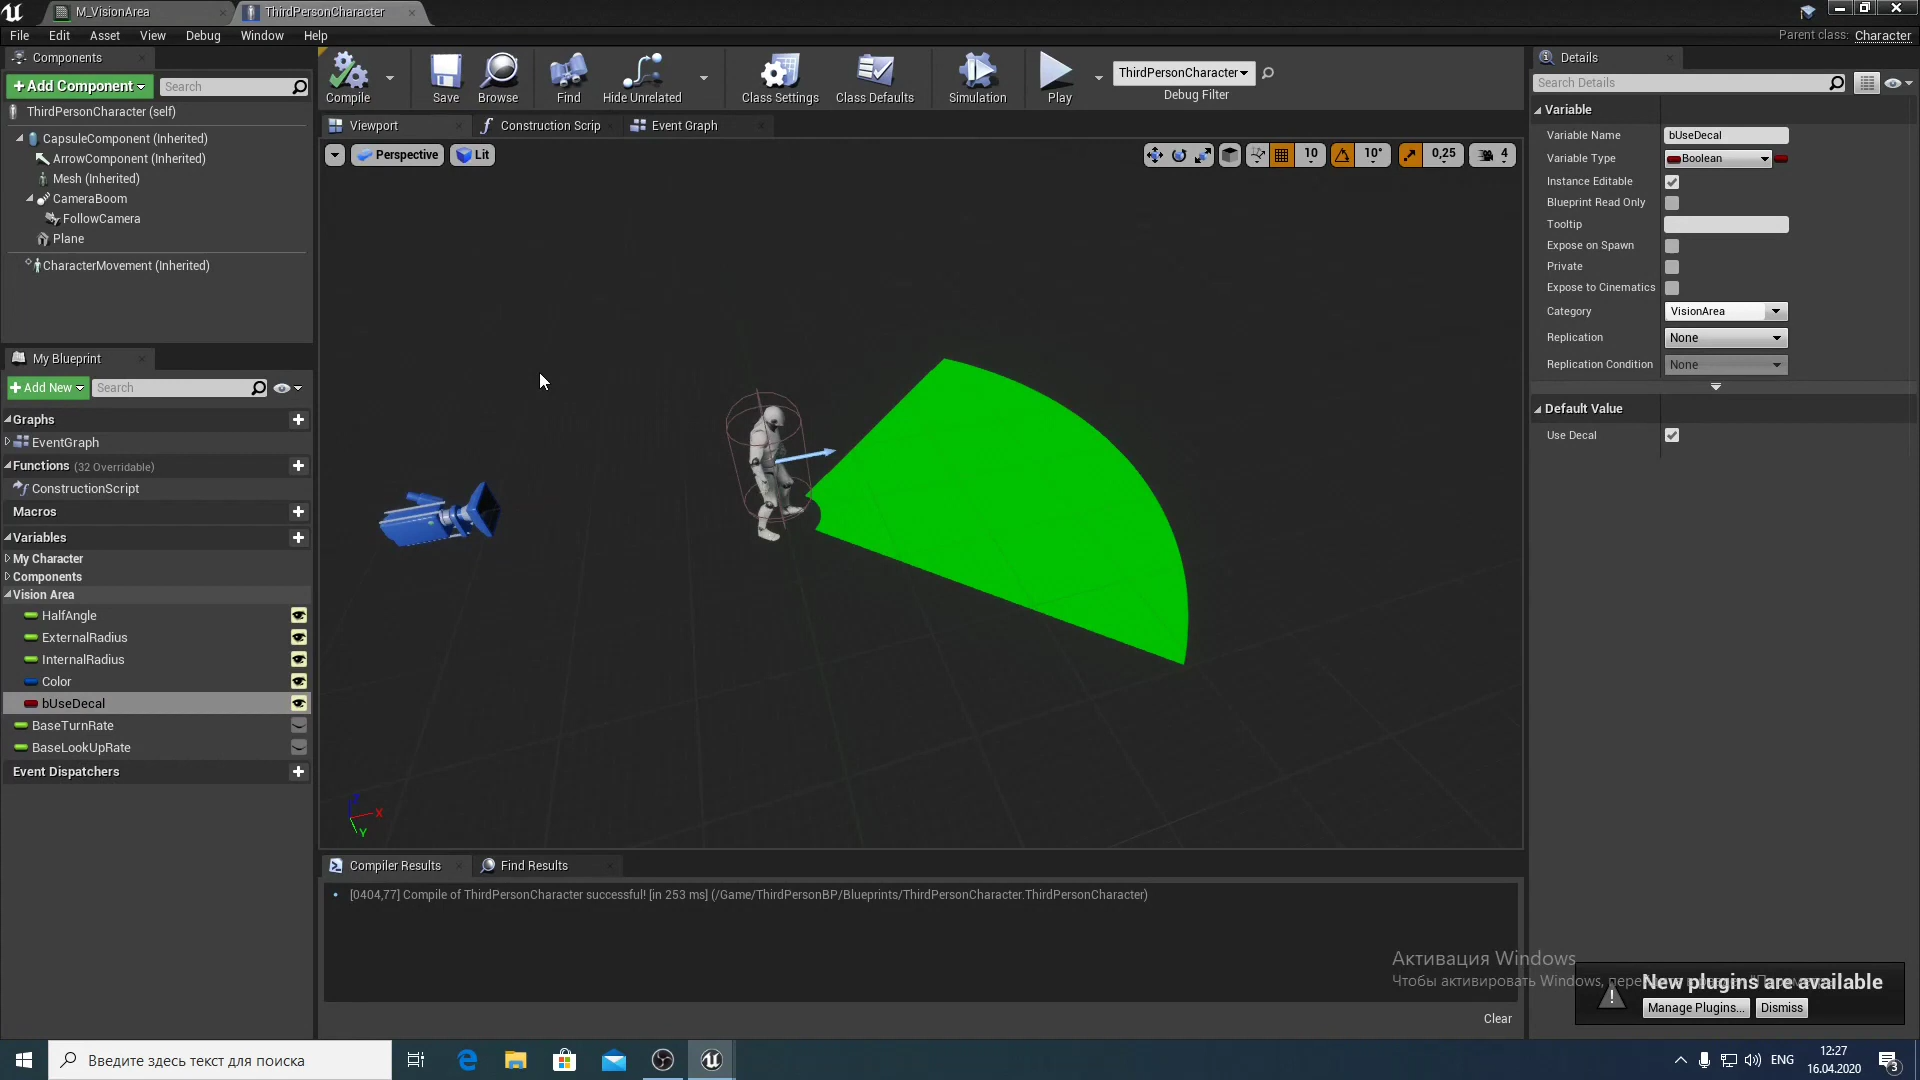 M_VisionArea
ThirdPersonCharacter
File Edit Asset View Debug Window Help
Parent class: Character
Components
+Add Component
Search
ThirdPersonCharacter (self)
CapsuleComponent (Inherited)
ArrowComponent (Inherited)
Mesh (Inherited)
CameraBoom
FollowCamera
Plane
CharacterMovement (Inherited)
My Blueprint
+Add New
Search
Graphs
EventGraph
Functions (32 Overridable)
ConstructionScript
Macros
Variables
My Character
Components
Vision Area
HalfAngle
ExternalRadius
InternalRadius
Color
bUseDecal
BaseTurnRate
BaseLookUpRate
Event Dispatchers
Compile Save Browse Find Hide Unrelated Class Settings Class Defaults Simulation Play
ThirdPersonCharacter
Debug Filter
Viewport
Construction Scrip
Event Graph
Perspective
Lit
10 10° 0,25 4
Z X Y
Compiler Results
Find Results
[0404,77] Compile of ThirdPersonCharacter successful! [in 253 ms] (/Game/ThirdPersonBP/Blueprints/ThirdPersonCharacter.ThirdPersonCharacter)
Clear
Details
Search Details
Variable
Variable Name bUseDecal
Variable Type Boolean
Instance Editable
Blueprint Read Only
Tooltip
Expose on Spawn
Private
Expose to Cinematics
Category VisionArea
Replication None
Replication Condition None
Default Value
Use Decal
Активация Windows
Чтобы активировать Windows,
New plugins are available
Manage Plugins...
Dismiss
Введите здесь текст для поиска
ENG
12:27
16.04.2020
3